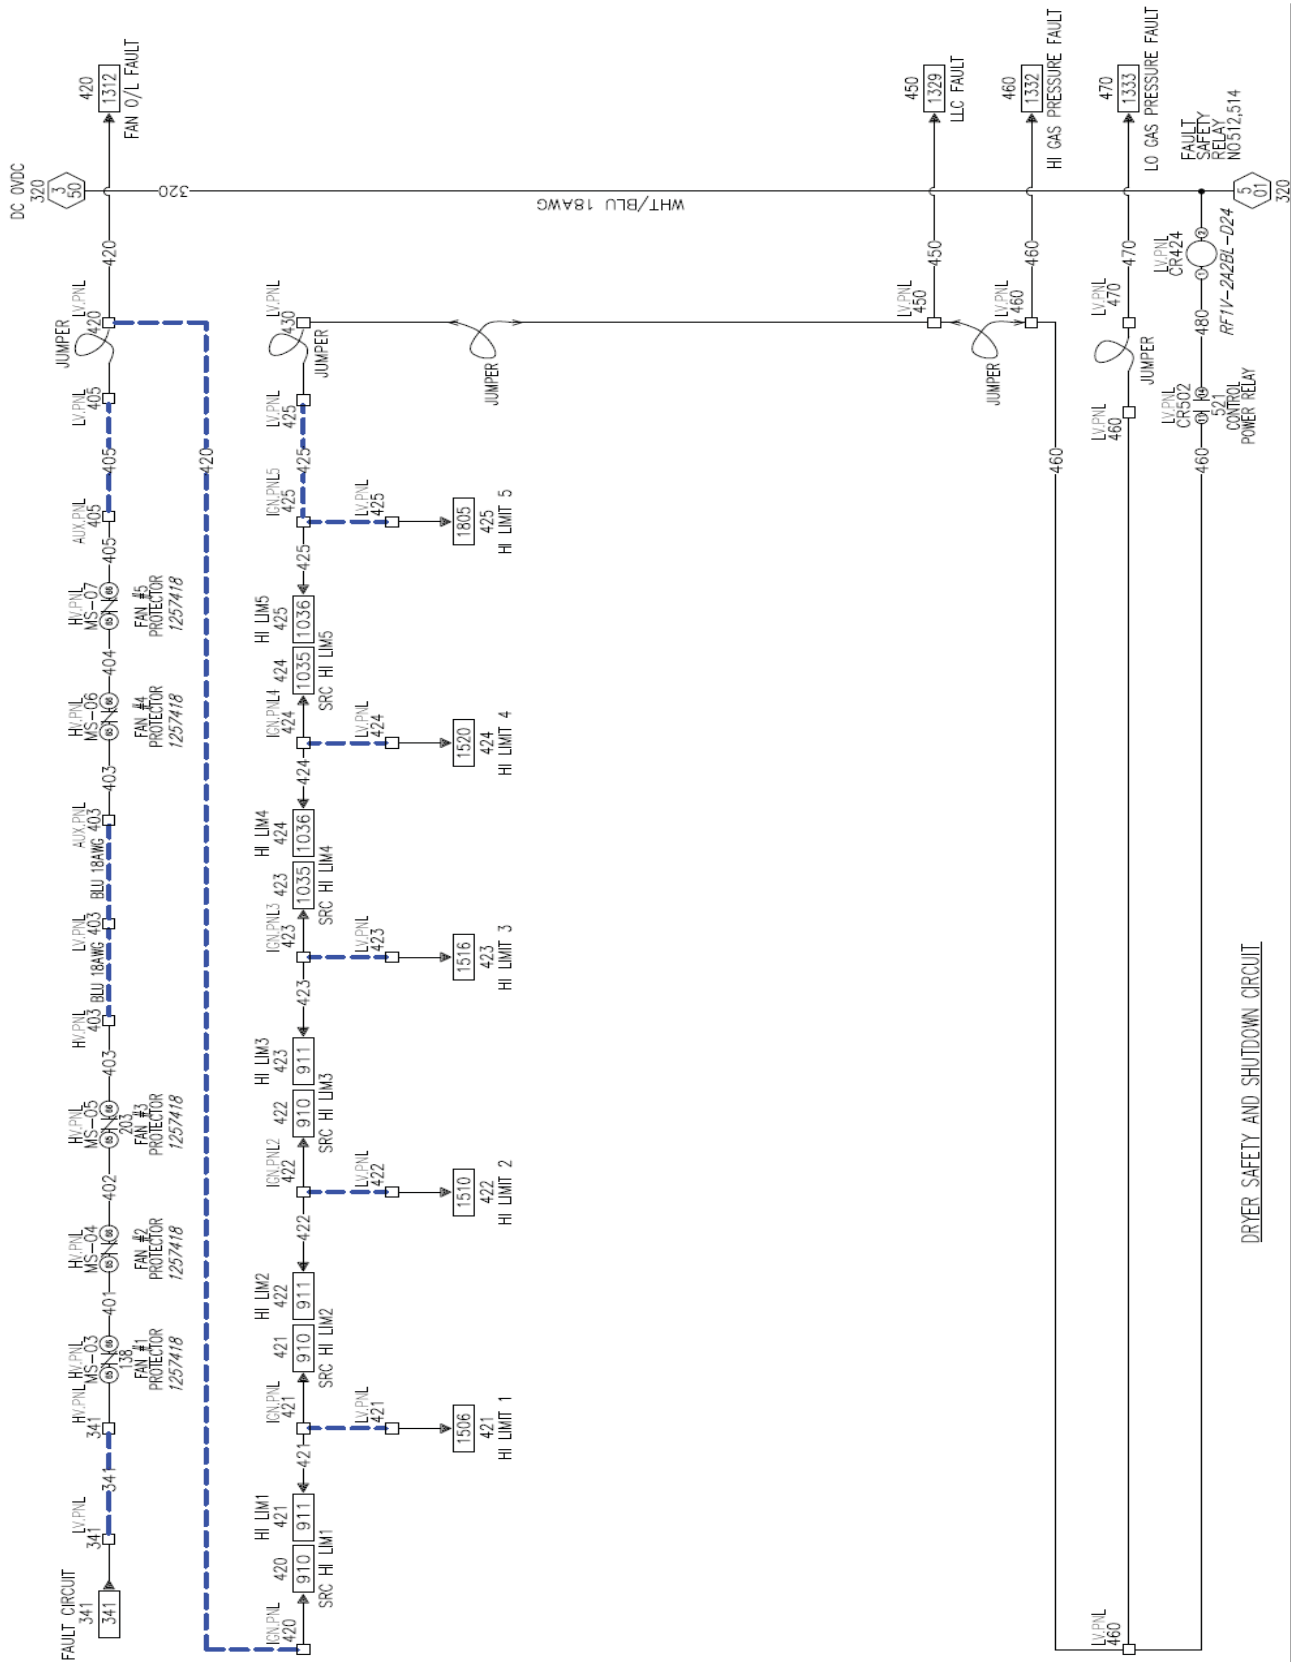 DC 0VDC
320
3
50
FAULT CIRCUIT
341
341
LV.PNL
341
341
HV.PNL
341
HV.PNL
MS-03
65
66
138
FAN #1
PROTECTOR
1257418
401
HV.PNL
MS-04
65
66
FAN #2
PROTECTOR
1257418
402
HV.PNL
MS-05
65
66
203
FAN #3
PROTECTOR
1257418
403
HV.PNL
403
BLU 18AWG
LV.PNL
403
BLU 18AWG
AUX.PNL
403
403
HV.PNL
MS-06
65
66
FAN #4
PROTECTOR
1257418
404
HV.PNL
MS-07
65
66
FAN #5
PROTECTOR
1257418
405
AUX.PNL
405
405
LV.PNL
405
JUMPER
LV.PNL
420
420
420
1312
FAN O/L FAULT
320
WHT/BLU 18AWG
420
IGN.PNL
420
420
910
SRC HI LIM1
HI LIM1
421
911
421
IGN.PNL
421
LV.PNL
421
1506
421
HI LIMIT 1
421
910
SRC HI LIM2
HI LIM2
422
911
422
IGN.PNL2
422
LV.PNL
422
1510
422
HI LIMIT 2
422
910
SRC HI LIM3
HI LIM3
423
911
423
IGN.PNL3
423
LV.PNL
423
1516
423
HI LIMIT 3
423
1035
SRC HI LIM4
HI LIM4
424
1036
424
IGN.PNL4
424
LV.PNL
424
1520
424
HI LIMIT 4
424
1035
SRC HI LIM5
HI LIM5
425
1036
425
IGN.PNL5
425
LV.PNL
425
1805
425
HI LIMIT 5
425
LV.PNL
425
JUMPER
LV.PNL
430
JUMPER
LV.PNL
450
450
450
1329
LLC FAULT
JUMPER
LV.PNL
460
460
460
1332
HI GAS PRESSURE FAULT
460
LV.PNL
460
LV.PNL
460
JUMPER
LV.PNL
470
470
470
1333
LO GAS PRESSURE FAULT
460
LV.PNL
CR502
13
14
521
CONTROL
POWER RELAY
480
LV.PNL
CR424
1
2
RF1V-2A2BL-D24
FAULT
SAFETY
RELAY
NO512,514
5
01
320
DRYER SAFETY AND SHUTDOWN CIRCUIT